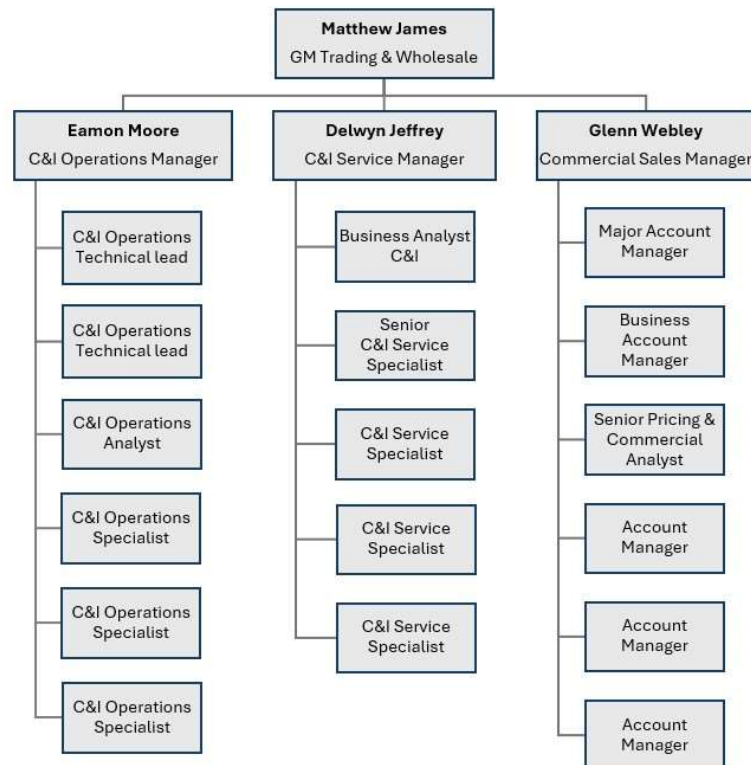 Matthew James
GM Trading & Wholesale
Eamon Moore
C&I Operations Manager
Delwyn Jeffrey
C&I Service Manager
Glenn Webley
Commercial Sales Manager
C&I Operations
Technical lead
C&I Operations
Technical lead
C&I Operations
Analyst
C&I Operations
Specialist
C&I Operations
Specialist
C&I Operations
Specialist
Business Analyst
C&I
Senior
C&I Service
Specialist
C&I Service
Specialist
C&I Service
Specialist
C&I Service
Specialist
Major Account
Manager
Business
Account
Manager
Senior Pricing &
Commercial
Analyst
Account
Manager
Account
Manager
Account
Manager